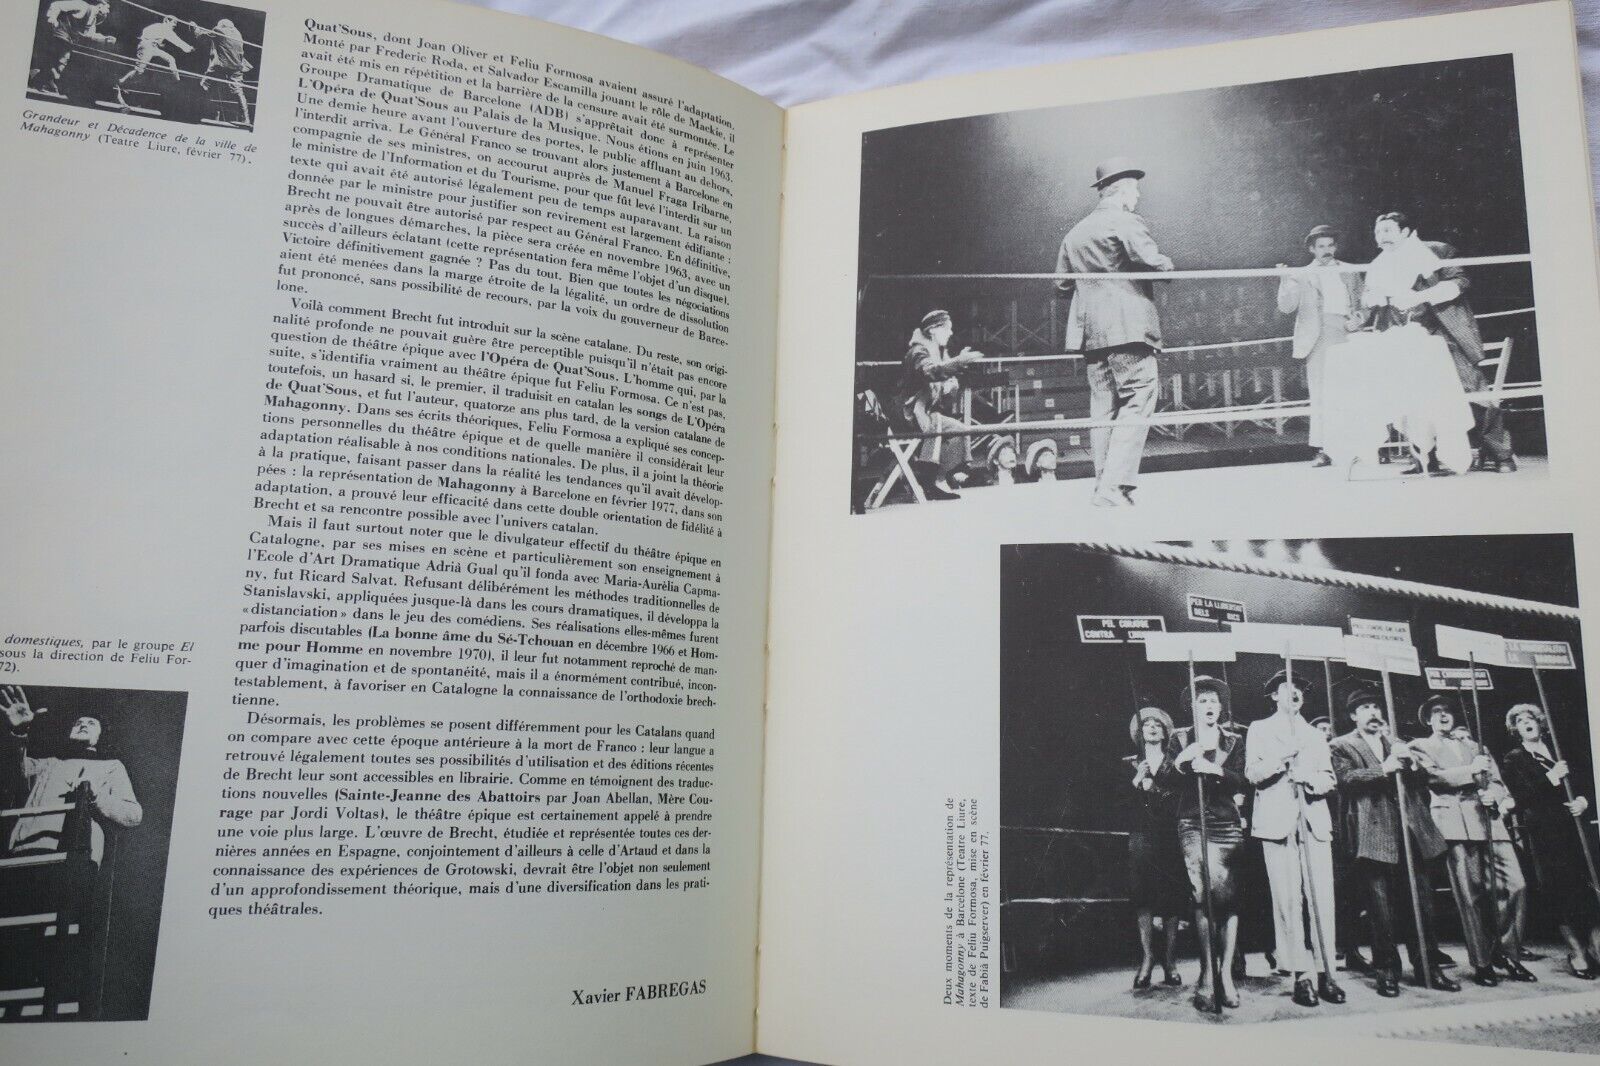 Grandeur et Décadence de la ville de
Mahagonny (Teatre Liure, février 77).
domestiques, par le groupe El
sous la direction de Feliu For-
72).
Quat'Sous, dont Joan Oliver et Feliu Formosa avaient assuré l'adaptation.
Monté par Frederic Roda, et Salvador Escamilla jouant le rôle de Mackie, il
avait été mis en répétition et la barrière de la censure avait été surmontée. Le
Groupe Dramatique de Barcelone (ADB) s'apprêtait donc à représenter
L'Opéra de Quat'Sous au Palais de la Musique. Nous étions en juin 1963.
Une demie heure avant l'ouverture des portes, le public affluant au dehors,
l'interdit arriva. Le Général Franco se trouvant alors justement à Barcelone en
compagnie de ses ministres, on accourut auprès de Manuel Fraga Iribarne,
le ministre de l'Information et du Tourisme, pour que fût levé l'interdit sur un
texte qui avait été autorisé légalement peu de temps auparavant. La raison
donnée par le ministre pour justifier son revirement est largement édifiante :
Brecht ne pouvait être autorisé par respect au Général Franco. En définitive,
après de longues démarches, la pièce sera créée en novembre 1963, avec un
succès d'ailleurs éclatant (cette représentation fera même l'objet d'un disque).
Victoire définitivement gagnée ? Pas du tout. Bien que toutes les négociations
aient été menées dans la marge étroite de la légalité, un ordre de dissolution
fut prononcé, sans possibilité de recours, par la voix du gouverneur de Barce-
lone.
Voilà comment Brecht fut introduit sur la scène catalane. Du reste, son origi-
nalité profonde ne pouvait guère être perceptible puisqu'il n'était pas encore
question de théâtre épique avec l'Opéra de Quat'Sous. L'homme qui, par la
suite, s'identifia vraiment au théâtre épique fut Feliu Formosa. Ce n'est pas,
toutefois, un hasard si, le premier, il traduisit en catalan les songs de L'Opéra
de Quat'Sous, et fut l'auteur, quatorze ans plus tard, de la version catalane de
Mahagonny. Dans ses écrits théoriques, Feliu Formosa a expliqué ses concep-
tions personnelles du théâtre épique et de quelle manière il considérait leur
adaptation réalisable à nos conditions nationales. De plus, il a joint la théorie
à la pratique, faisant passer dans la réalité les tendances qu'il avait dévelop-
pées : la représentation de Mahagonny à Barcelone en février 1977, dans son
adaptation, a prouvé leur efficacité dans cette double orientation de fidélité à
Brecht et sa rencontre possible avec l'univers catalan.
Mais il faut surtout noter que le divulgateur effectif du théâtre épique en
Catalogne, par ses mises en scène et particulièrement son enseignement à
l'Ecole d'Art Dramatique Adrià Gual qu'il fonda avec Maria-Aurèlia Capma-
ny, fut Ricard Salvat. Refusant délibérément les méthodes traditionnelles de
Stanislavski, appliquées jusque-là dans les cours dramatiques, il développa la
« distanciation » dans le jeu des comédiens. Ses réalisations elles-mêmes furent
parfois discutables (La bonne âme du Sé-Tchouan en décembre 1966 et Hom-
me pour Homme en novembre 1970), il leur fut notamment reproché de man-
quer d'imagination et de spontanéité, mais il a énormément contribué, incon-
testablement, à favoriser en Catalogne la connaissance de l'orthodoxie brech-
tienne.
Désormais, les problèmes se posent différemment pour les Catalans quand
on compare avec cette époque antérieure à la mort de Franco : leur langue a
retrouvé légalement toutes ses possibilités d'utilisation et des éditions récentes
de Brecht leur sont accessibles en librairie. Comme en témoignent des traduc-
tions nouvelles (Sainte-Jeanne des Abattoirs par Joan Abellan, Mère Cou-
rage par Jordi Voltas), le théâtre épique est certainement appelé à prendre
une voie plus large. L'œuvre de Brecht, étudiée et représentée toutes ces der-
nières années en Espagne, conjointement d'ailleurs à celle d'Artaud et dans la
connaissance des expériences de Grotowski, devrait être l'objet non seulement
d'un approfondissement théorique, mais d'une diversification dans les prati-
ques théâtrales.
Xavier FABREGAS
PEL CORATGE
CONTRA
PER LA LLIBERTAT
DELS RICS
Deux moments de la représentation de
Mahagonny à Barcelone (Teatre Liure,
texte de Feliu Formosa, mise en scène
de Fabià Puigserver) en février 77.